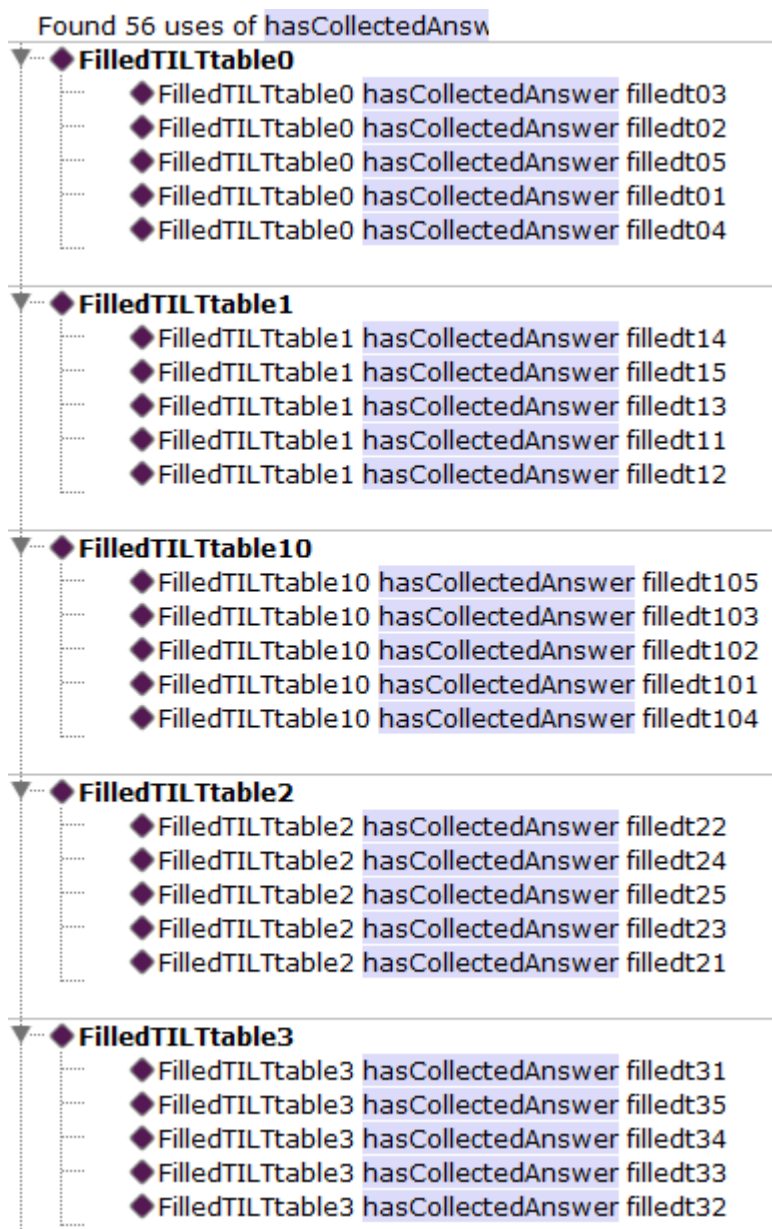 Found 56 uses of hasCollectedAnsw
FilledTILTtable0
FilledTILTtable0 hasCollectedAnswer filledt03
FilledTILTtable0 hasCollectedAnswer filledt02
FilledTILTtable0 hasCollectedAnswer filledt05
FilledTILTtable0 hasCollectedAnswer filledt01
FilledTILTtable0 hasCollectedAnswer filledt04
FilledTILTtable1
FilledTILTtable1 hasCollectedAnswer filledt14
FilledTILTtable1 hasCollectedAnswer filledt15
FilledTILTtable1 hasCollectedAnswer filledt13
FilledTILTtable1 hasCollectedAnswer filledt11
FilledTILTtable1 hasCollectedAnswer filledt12
FilledTILTtable10
FilledTILTtable10 hasCollectedAnswer filledt105
FilledTILTtable10 hasCollectedAnswer filledt103
FilledTILTtable10 hasCollectedAnswer filledt102
FilledTILTtable10 hasCollectedAnswer filledt101
FilledTILTtable10 hasCollectedAnswer filledt104
FilledTILTtable2
FilledTILTtable2 hasCollectedAnswer filledt22
FilledTILTtable2 hasCollectedAnswer filledt24
FilledTILTtable2 hasCollectedAnswer filledt25
FilledTILTtable2 hasCollectedAnswer filledt23
FilledTILTtable2 hasCollectedAnswer filledt21
FilledTILTtable3
FilledTILTtable3 hasCollectedAnswer filledt31
FilledTILTtable3 hasCollectedAnswer filledt35
FilledTILTtable3 hasCollectedAnswer filledt34
FilledTILTtable3 hasCollectedAnswer filledt33
FilledTILTtable3 hasCollectedAnswer filledt32